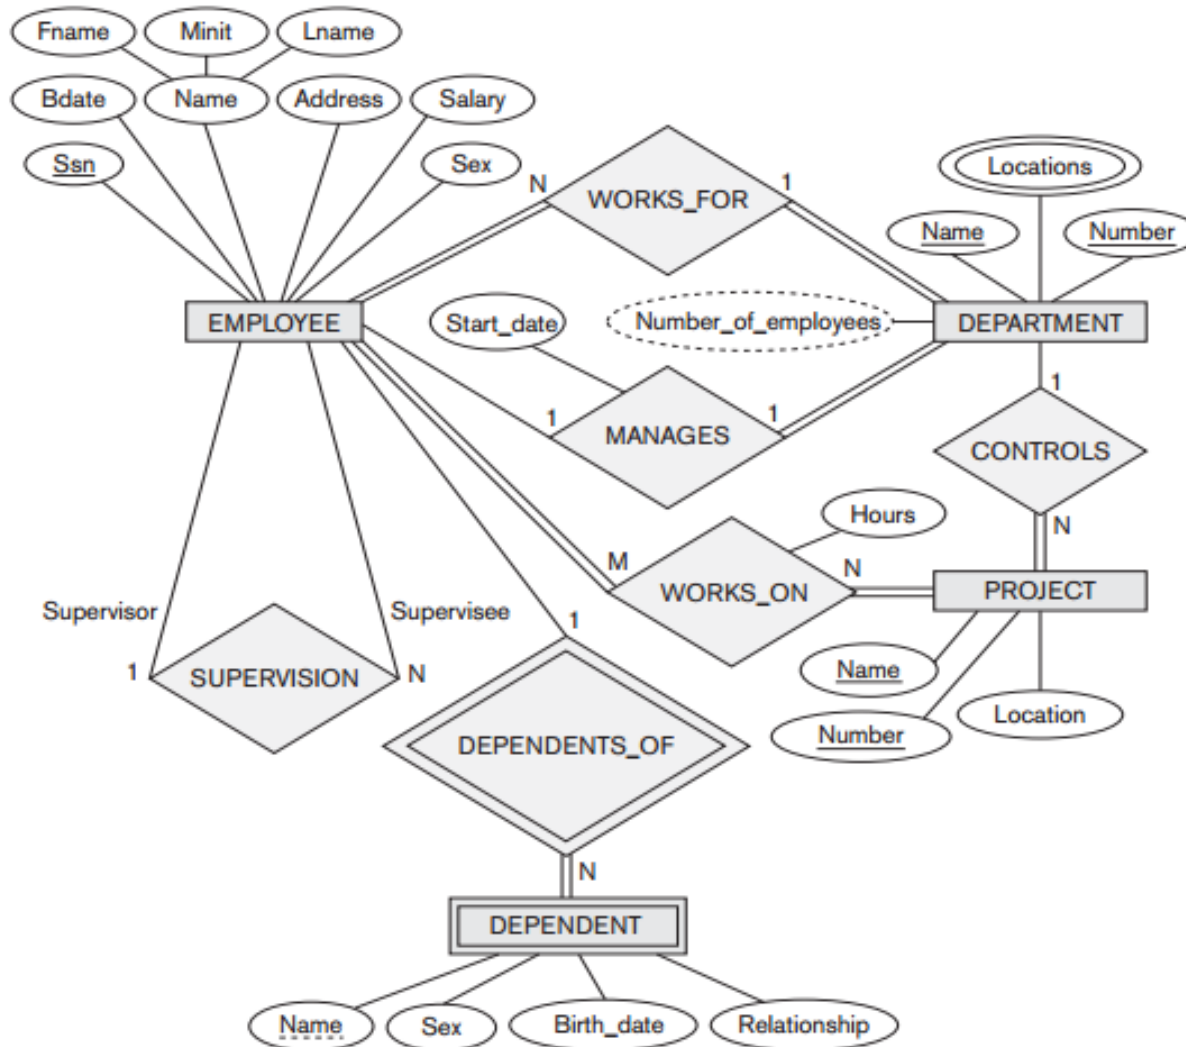 Fname
Minit
Lname
Bdate
Name
Address
Salary
Ssn
Sex
N
WORKS_FOR
1
Locations
Name
Number
EMPLOYEE
Start_date
Number_of_employees
DEPARTMENT
1
MANAGES
1
1
CONTROLS
N
Hours
M
WORKS_ON
N
PROJECT
Name
Number
Location
Supervisor
Supervisee
1
SUPERVISION
N
1
DEPENDENTS_OF
N
DEPENDENT
Name
Sex
Birth_date
Relationship